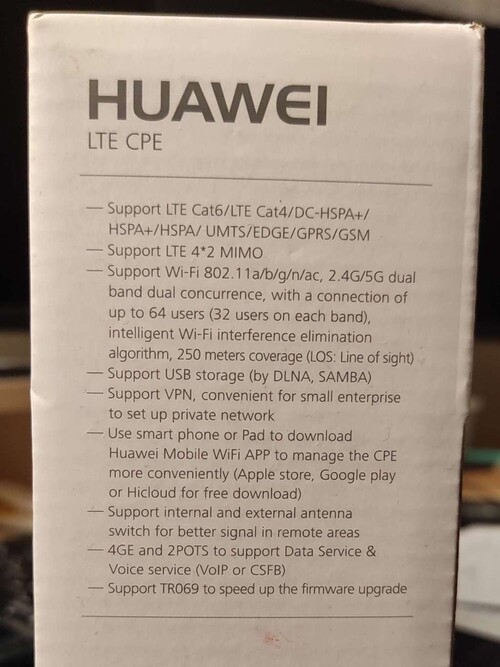 HUAWEI
LTE CPE
— Support LTE Cat6/LTE Cat4/DC-HSPA+/
HSPA+/HSPA/ UMTS/EDGE/GPRS/GSM
— Support LTE 4*2 MIMO
— Support Wi-Fi 802.11a/b/g/n/ac, 2.4G/5G dual
band dual concurrence, with a connection of
up to 64 users (32 users on each band),
intelligent Wi-Fi interference elimination
algorithm, 250 meters coverage (LOS: Line of sight)
— Support USB storage (by DLNA, SAMBA)
— Support VPN, convenient for small enterprise
to set up private network
— Use smart phone or Pad to download
Huawei Mobile WiFi APP to manage the CPE
more conveniently (Apple store, Google play
or Hicloud for free download)
— Support internal and external antenna
switch for better signal in remote areas
— 4GE and 2POTS to support Data Service &
Voice service (VoIP or CSFB)
— Support TR069 to speed up the firmware upgrade